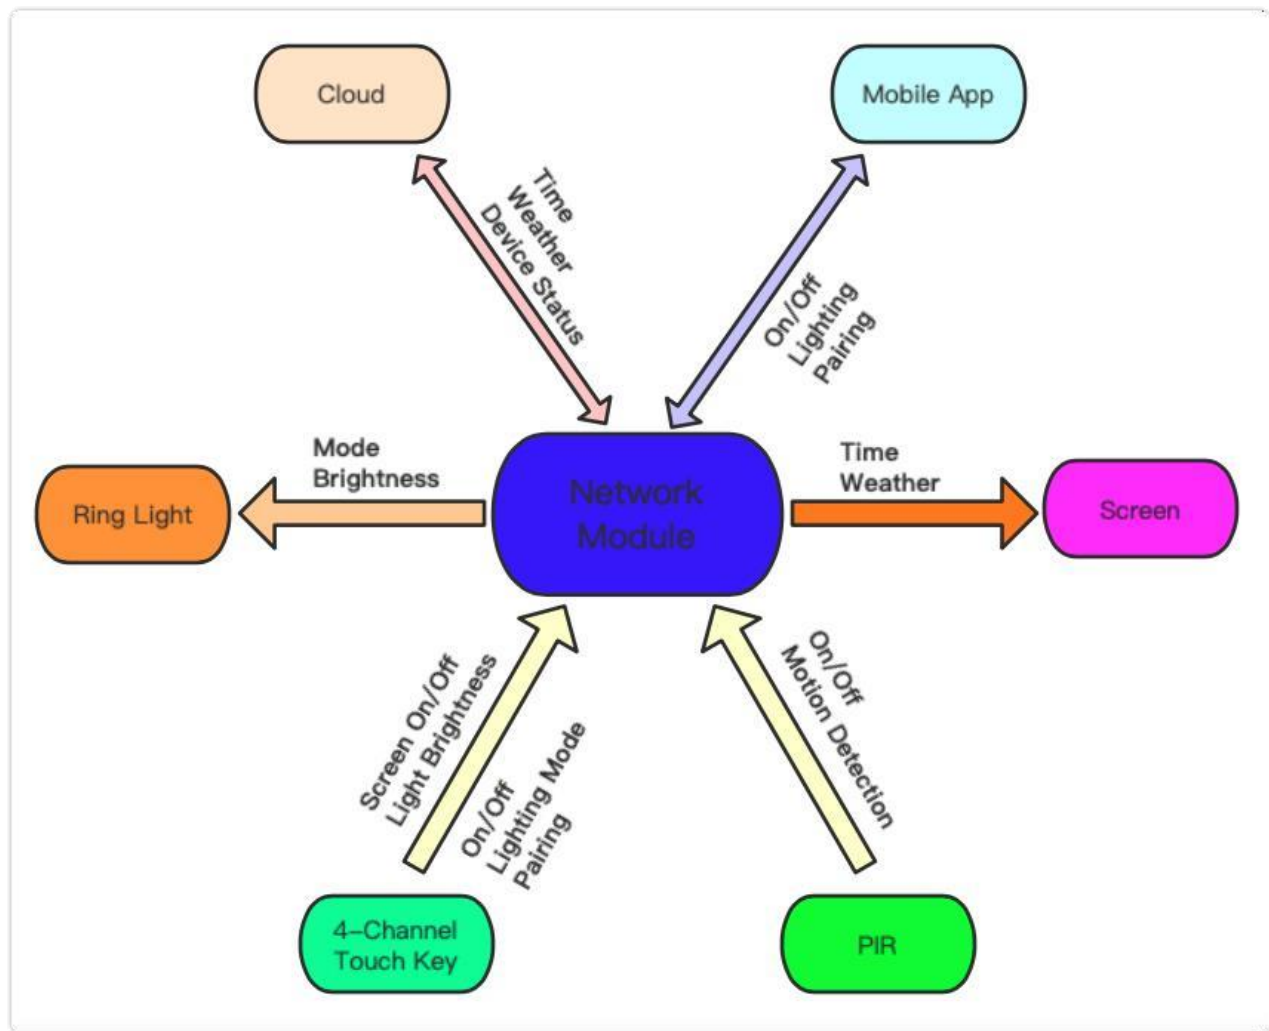 Cloud
Mobile App
Time
Weather
Device Status
On/Off
Lighting
Pairing
Mode
Brightness
Ring Light
Network
Module
Time
Weather
Screen
Screen On/Off
Light Brightness
On/Off
Lighting Mode
Pairing
On/Off
Motion Detection
4-Channel
Touch Key
PIR